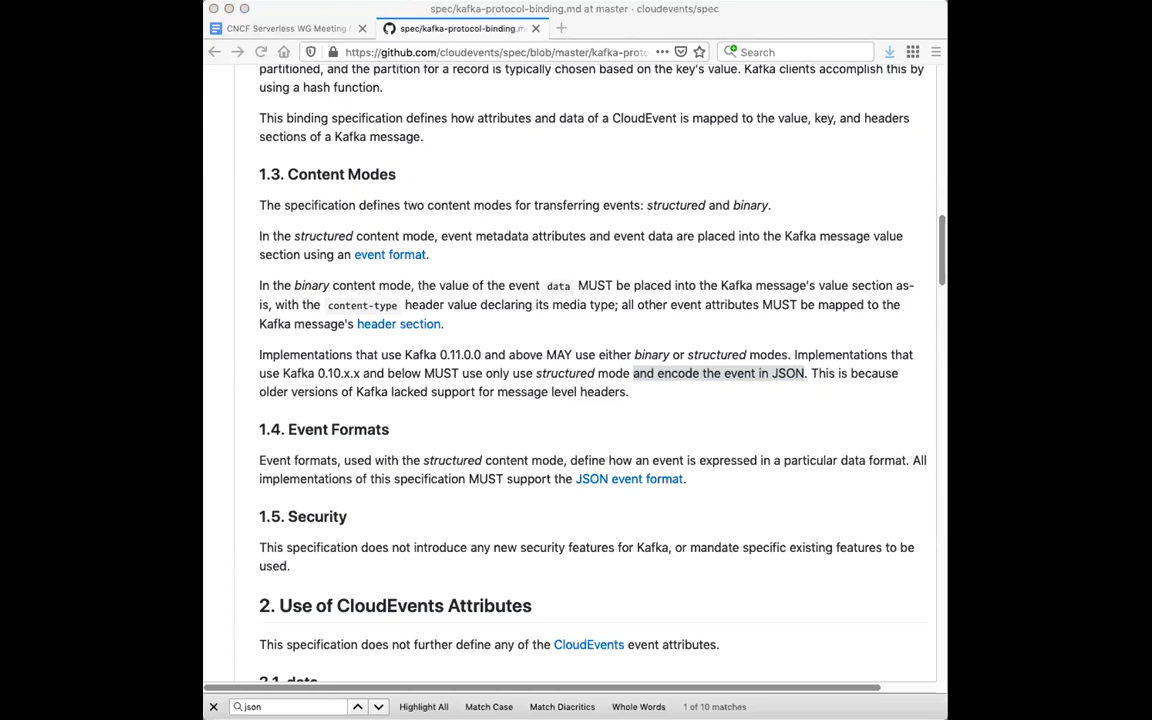 spec/kafka-protocol-binding.md at master · cloudevents/spec
CNCF Serverless WG Meeting
spec/kafka-protocol-binding.m
https://github.com/cloudevents/spec/blob/master/kafka-proto
Search
partitioned, and the partition for a record is typically chosen based on the key's value. Kafka clients accomplish this by
using a hash function.
This binding specification defines how attributes and data of a CloudEvent is mapped to the value, key, and headers
sections of a Kafka message.
1.3. Content Modes
The specification defines two content modes for transferring events: structured and binary.
In the structured content mode, event metadata attributes and event data are placed into the Kafka message value
section using an event format.
In the binary content mode, the value of the event data MUST be placed into the Kafka message's value section as-
is, with the content-type header value declaring its media type; all other event attributes MUST be mapped to the
Kafka message's header section.
Implementations that use Kafka 0.11.0.0 and above MAY use either binary or structured modes. Implementations that
use Kafka 0.10.x.x and below MUST use only use structured mode and encode the event in JSON. This is because
older versions of Kafka lacked support for message level headers.
1.4. Event Formats
Event formats, used with the structured content mode, define how an event is expressed in a particular data format. All
implementations of this specification MUST support the JSON event format.
1.5. Security
This specification does not introduce any new security features for Kafka, or mandate specific existing features to be
used.
2. Use of CloudEvents Attributes
This specification does not further define any of the CloudEvents event attributes.
2.1. data
json
Highlight All
Match Case
Match Diacritics
Whole Words
1 of 10 matches